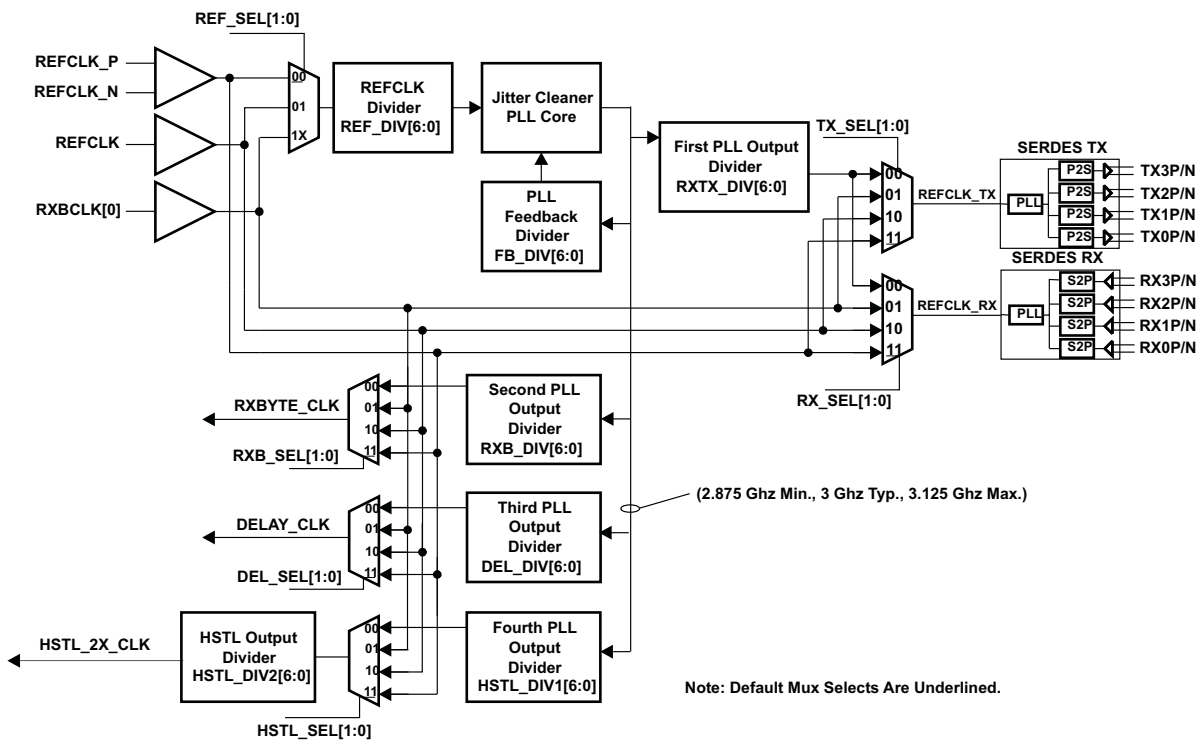 REF_SEL[1:0]
REFCLK_P
REFCLK_N
REFCLK
RXBCLK[0]
00
01
1X
REFCLK
Divider
REF_DIV[6:0]
Jitter Cleaner
PLL Core
PLL
Feedback
Divider
FB_DIV[6:0]
First PLL Output
Divider
RXTX_DIV[6:0]
TX_SEL[1:0]
00
01
10
11
REFCLK_TX
SERDES TX
PLL
P2S
P2S
P2S
P2S
TX3P/N
TX2P/N
TX1P/N
TX0P/N
00
01
10
11
REFCLK_RX
RX_SEL[1:0]
SERDES RX
PLL
S2P
S2P
S2P
S2P
RX3P/N
RX2P/N
RX1P/N
RX0P/N
RXBYTE_CLK
RXB_SEL[1:0]
00
01
10
11
Second PLL
Output
Divider
RXB_DIV[6:0]
(2.875 Ghz Min., 3 Ghz Typ., 3.125 Ghz Max.)
DELAY_CLK
DEL_SEL[1:0]
00
01
10
11
Third PLL
Output
Divider
DEL_DIV[6:0]
HSTL_2X_CLK
HSTL Output
Divider
HSTL_DIV2[6:0]
00
01
10
11
HSTL_SEL[1:0]
Fourth PLL
Output
Divider
HSTL_DIV1[6:0]
Note: Default Mux Selects Are Underlined.